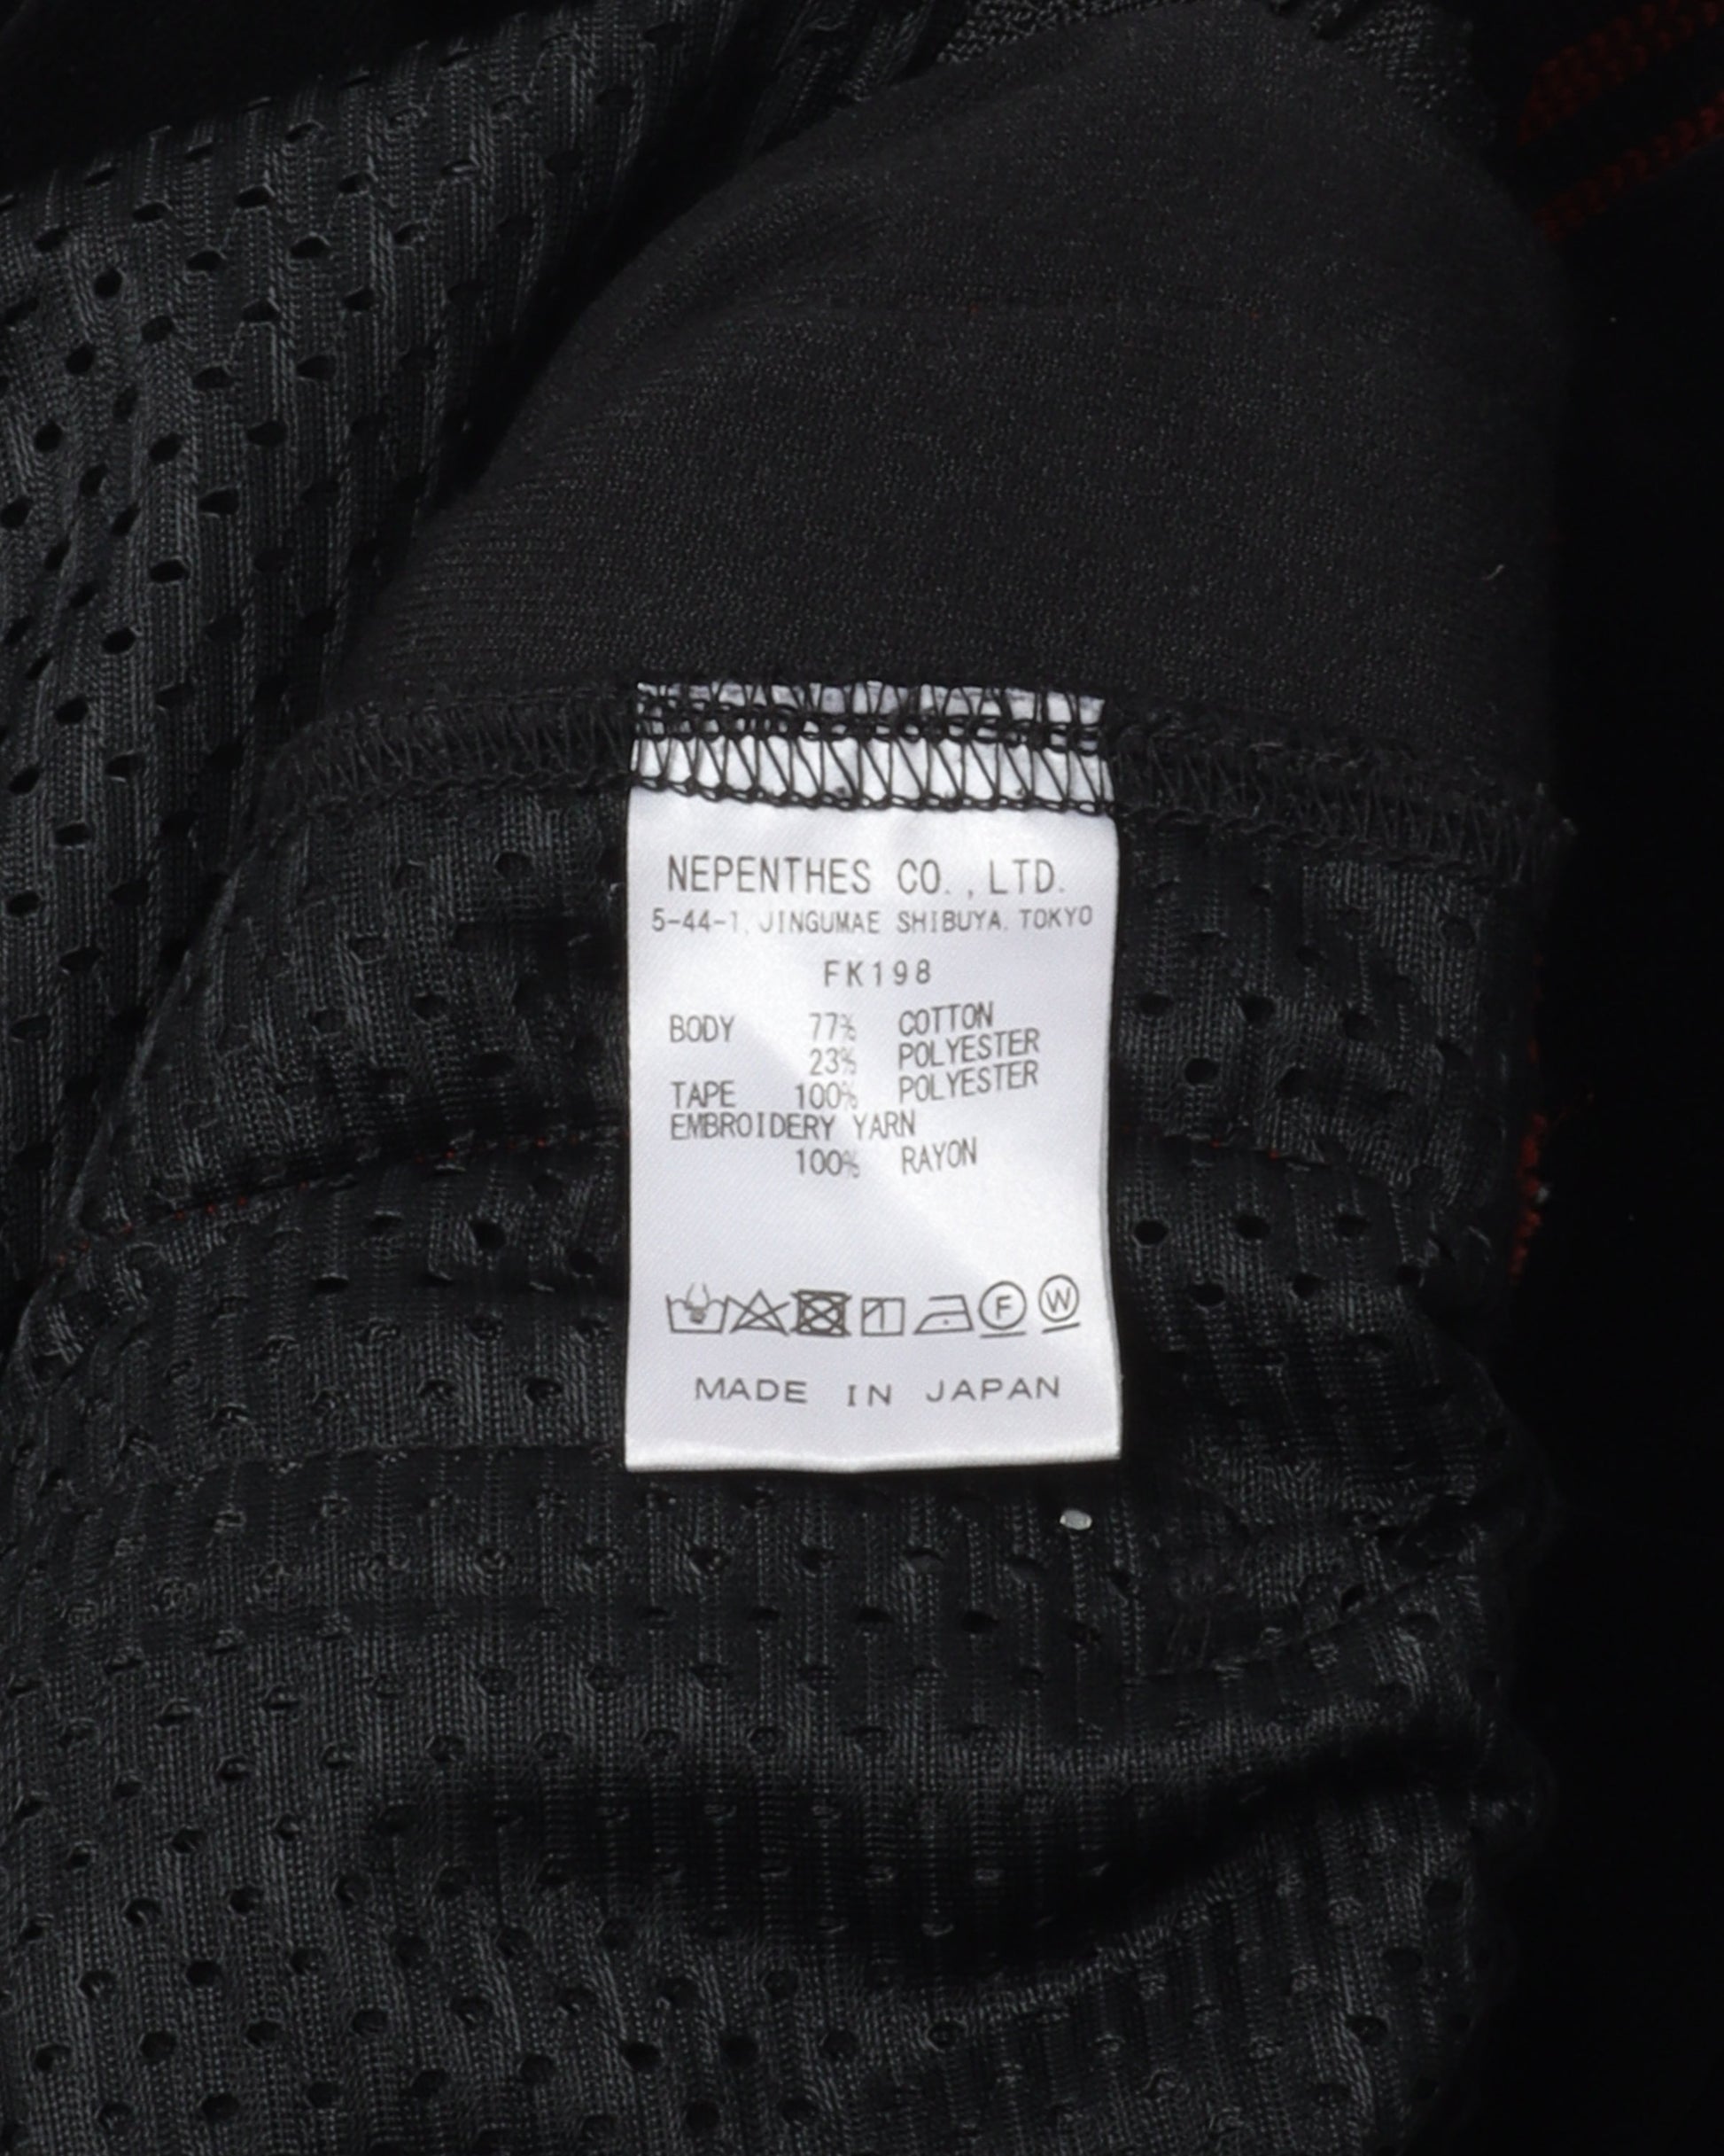 NEPENTHES CO.,LTD.
5-44-1, JINGUMAE SHIBUYA. TOKYO
FK198
BODY 77% COTTON
23% POLYESTER
TAPE 100% POLYESTER
EMBROIDERY YARN
100% RAYON
F W
MADE IN JAPAN